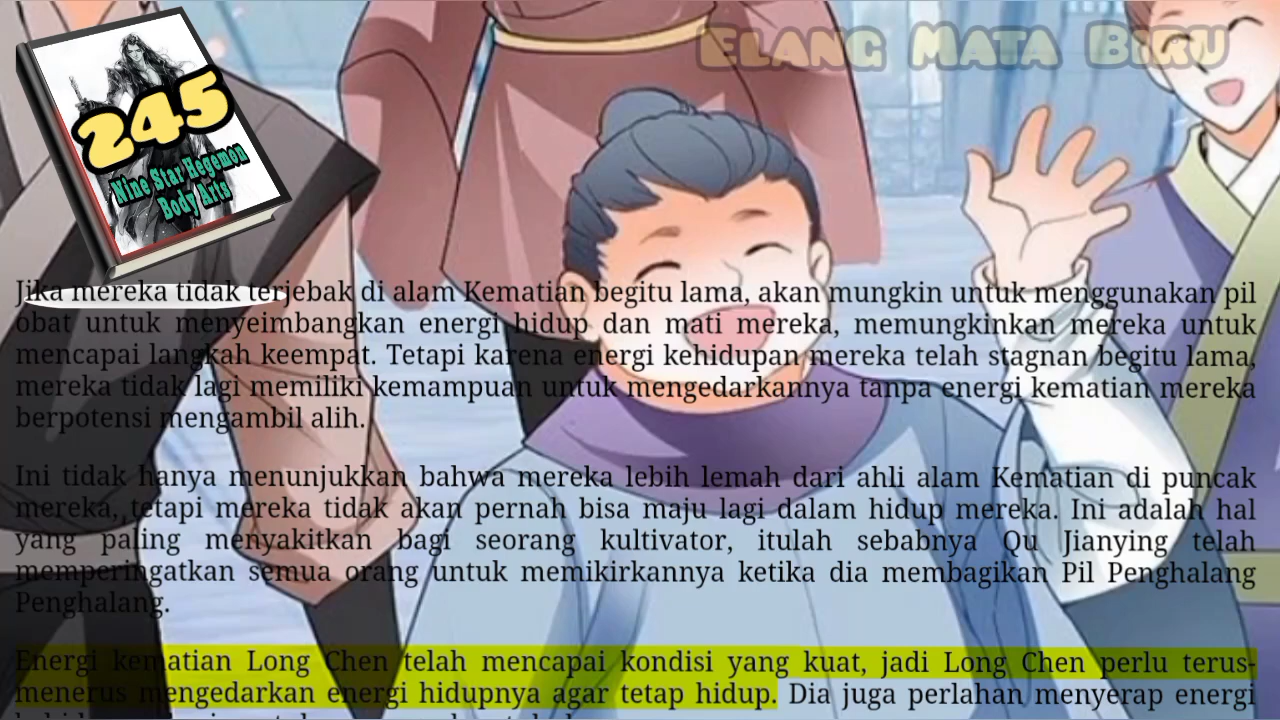 Elang Mata Biru
245
Nine Star Hegemon
Body Arts
Jika mereka tidak terjebak di alam Kematian begitu lama, akan mungkin untuk menggunakan pil
obat untuk menyeimbangkan energi hidup dan mati mereka, memungkinkan mereka untuk
mencapai langkah keempat. Tetapi karena energi kehidupan mereka telah stagnan begitu lama,
mereka tidak lagi memiliki kemampuan untuk mengedarkannya tanpa energi kematian mereka
berpotensi mengambil alih.
Ini tidak hanya menunjukkan bahwa mereka lebih lemah dari ahli alam Kematian di puncak
mereka, tetapi mereka tidak akan pernah bisa maju lagi dalam hidup mereka. Ini adalah hal
yang paling menyakitkan bagi seorang kultivator, itulah sebabnya Qu Jianying telah
memperingatkan semua orang untuk memikirkannya ketika dia membagikan Pil Penghalang
Penghalang.
Energi kematian Long Chen telah mencapai kondisi yang kuat, jadi Long Chen perlu terus-
menerus mengedarkan energi hidupnya agar tetap hidup. Dia juga perlahan menyerap energi